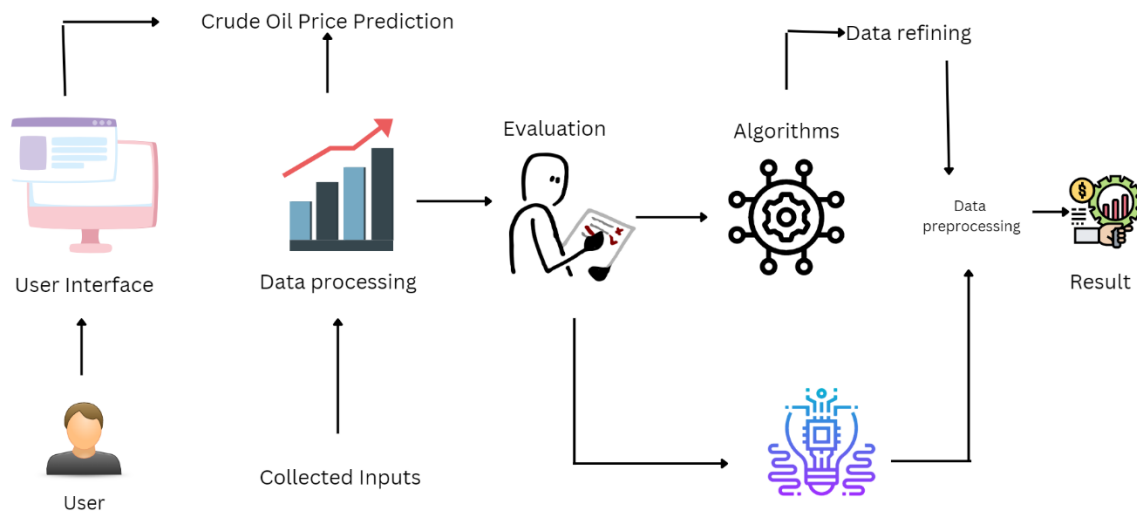 Crude Oil Price Prediction
Data refining
Evaluation
Algorithms
Data
preprocessing
User Interface
Data processing
Result
$
Collected Inputs
User